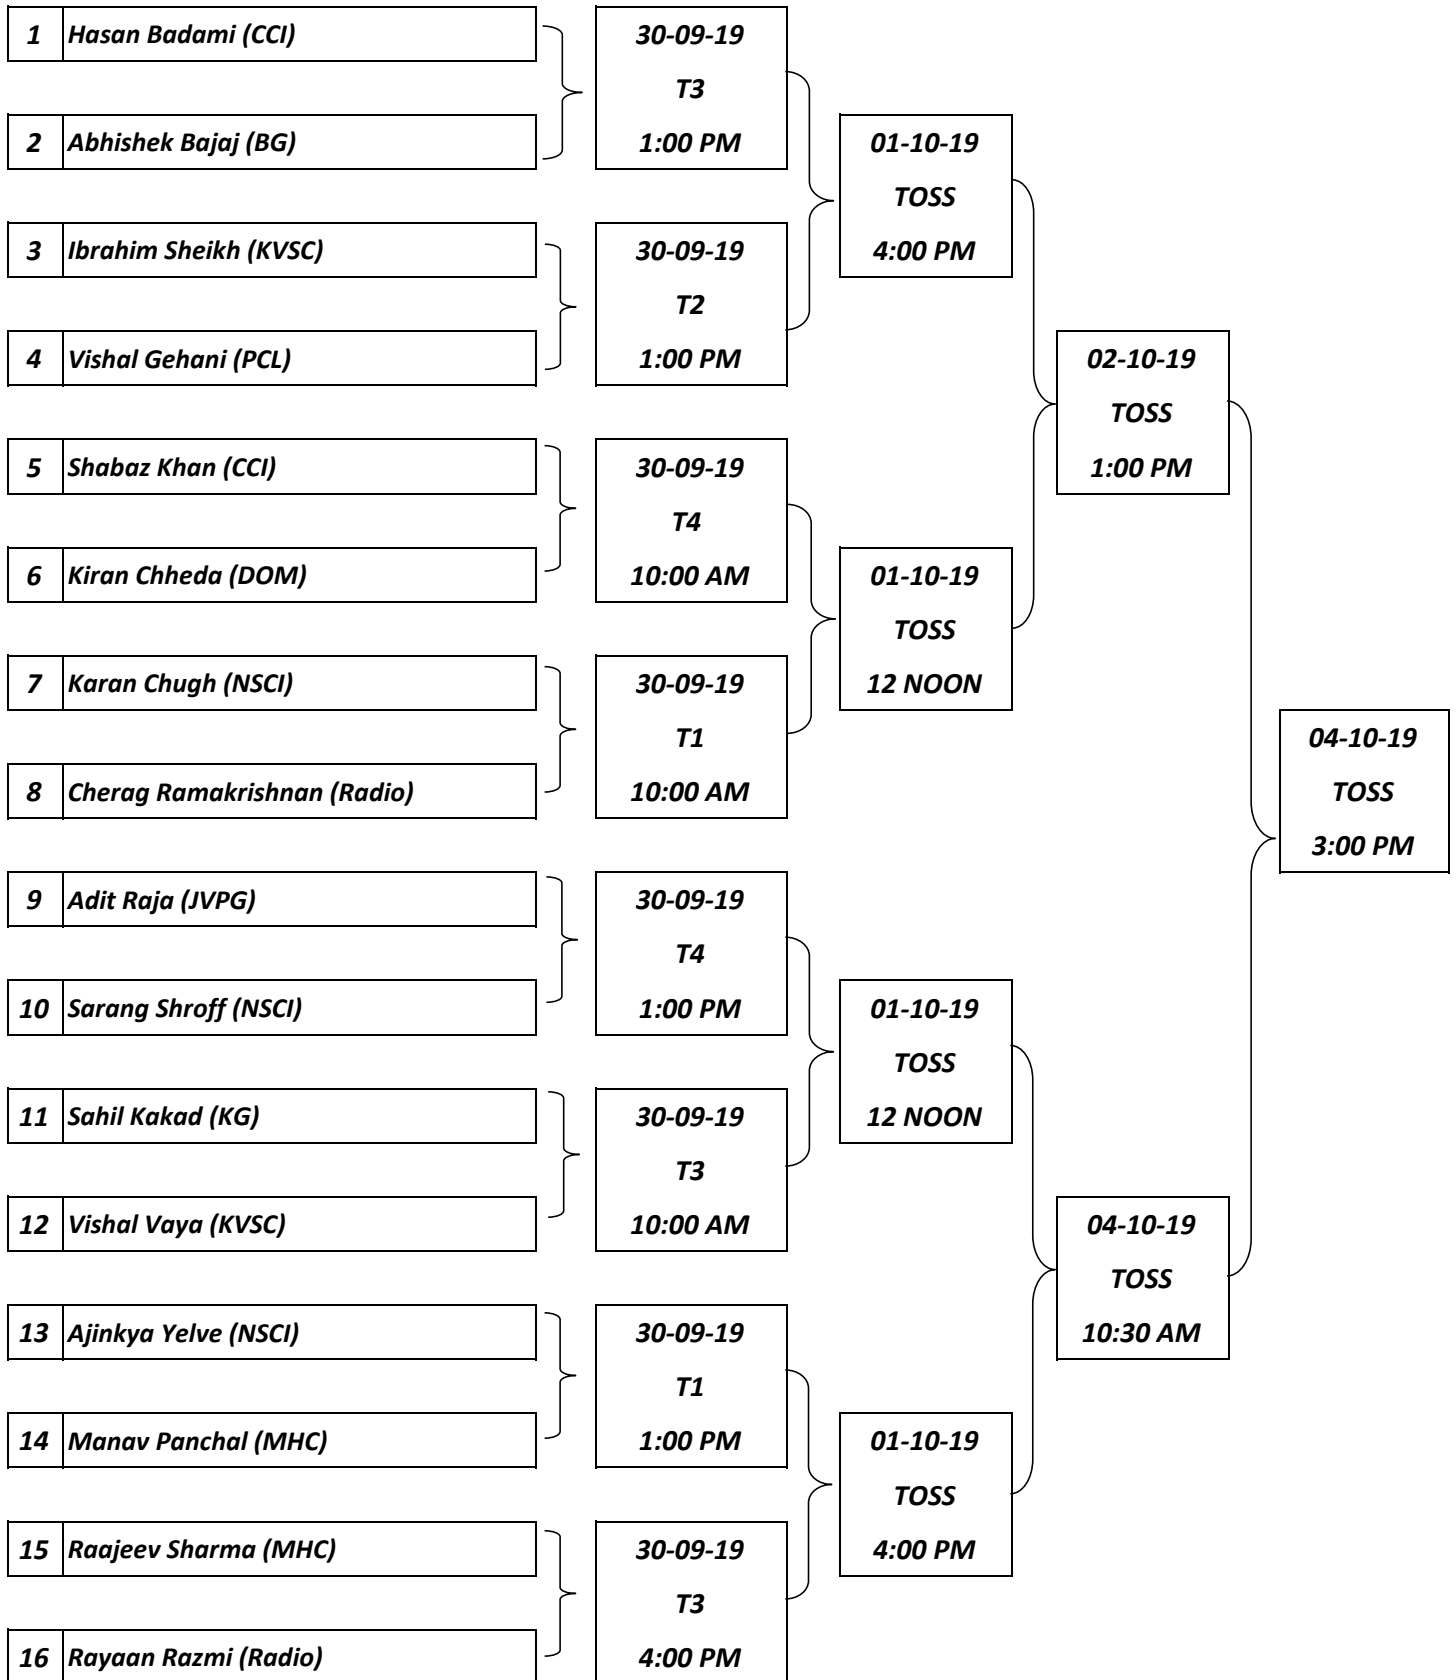 1 Hasan Badami (CCI)
2 Abhishek Bajaj (BG)
3 Ibrahim Sheikh (KVSC)
4 Vishal Gehani (PCL)
5 Shabaz Khan (CCI)
6 Kiran Chheda (DOM)
7 Karan Chugh (NSCI)
8 Cherag Ramakrishnan (Radio)
9 Adit Raja (JVPG)
10 Sarang Shroff (NSCI)
11 Sahil Kakad (KG)
12 Vishal Vaya (KVSC)
13 Ajinkya Yelve (NSCI)
14 Manav Panchal (MHC)
15 Raajeev Sharma (MHC)
16 Rayaan Razmi (Radio)
30-09-19
T3
1:00 PM
30-09-19
T2
1:00 PM
30-09-19
T4
10:00 AM
30-09-19
T1
10:00 AM
30-09-19
T4
1:00 PM
30-09-19
T3
10:00 AM
30-09-19
T1
1:00 PM
30-09-19
T3
4:00 PM
01-10-19
TOSS
4:00 PM
01-10-19
TOSS
12 NOON
01-10-19
TOSS
12 NOON
01-10-19
TOSS
4:00 PM
02-10-19
TOSS
1:00 PM
04-10-19
TOSS
10:30 AM
04-10-19
TOSS
3:00 PM